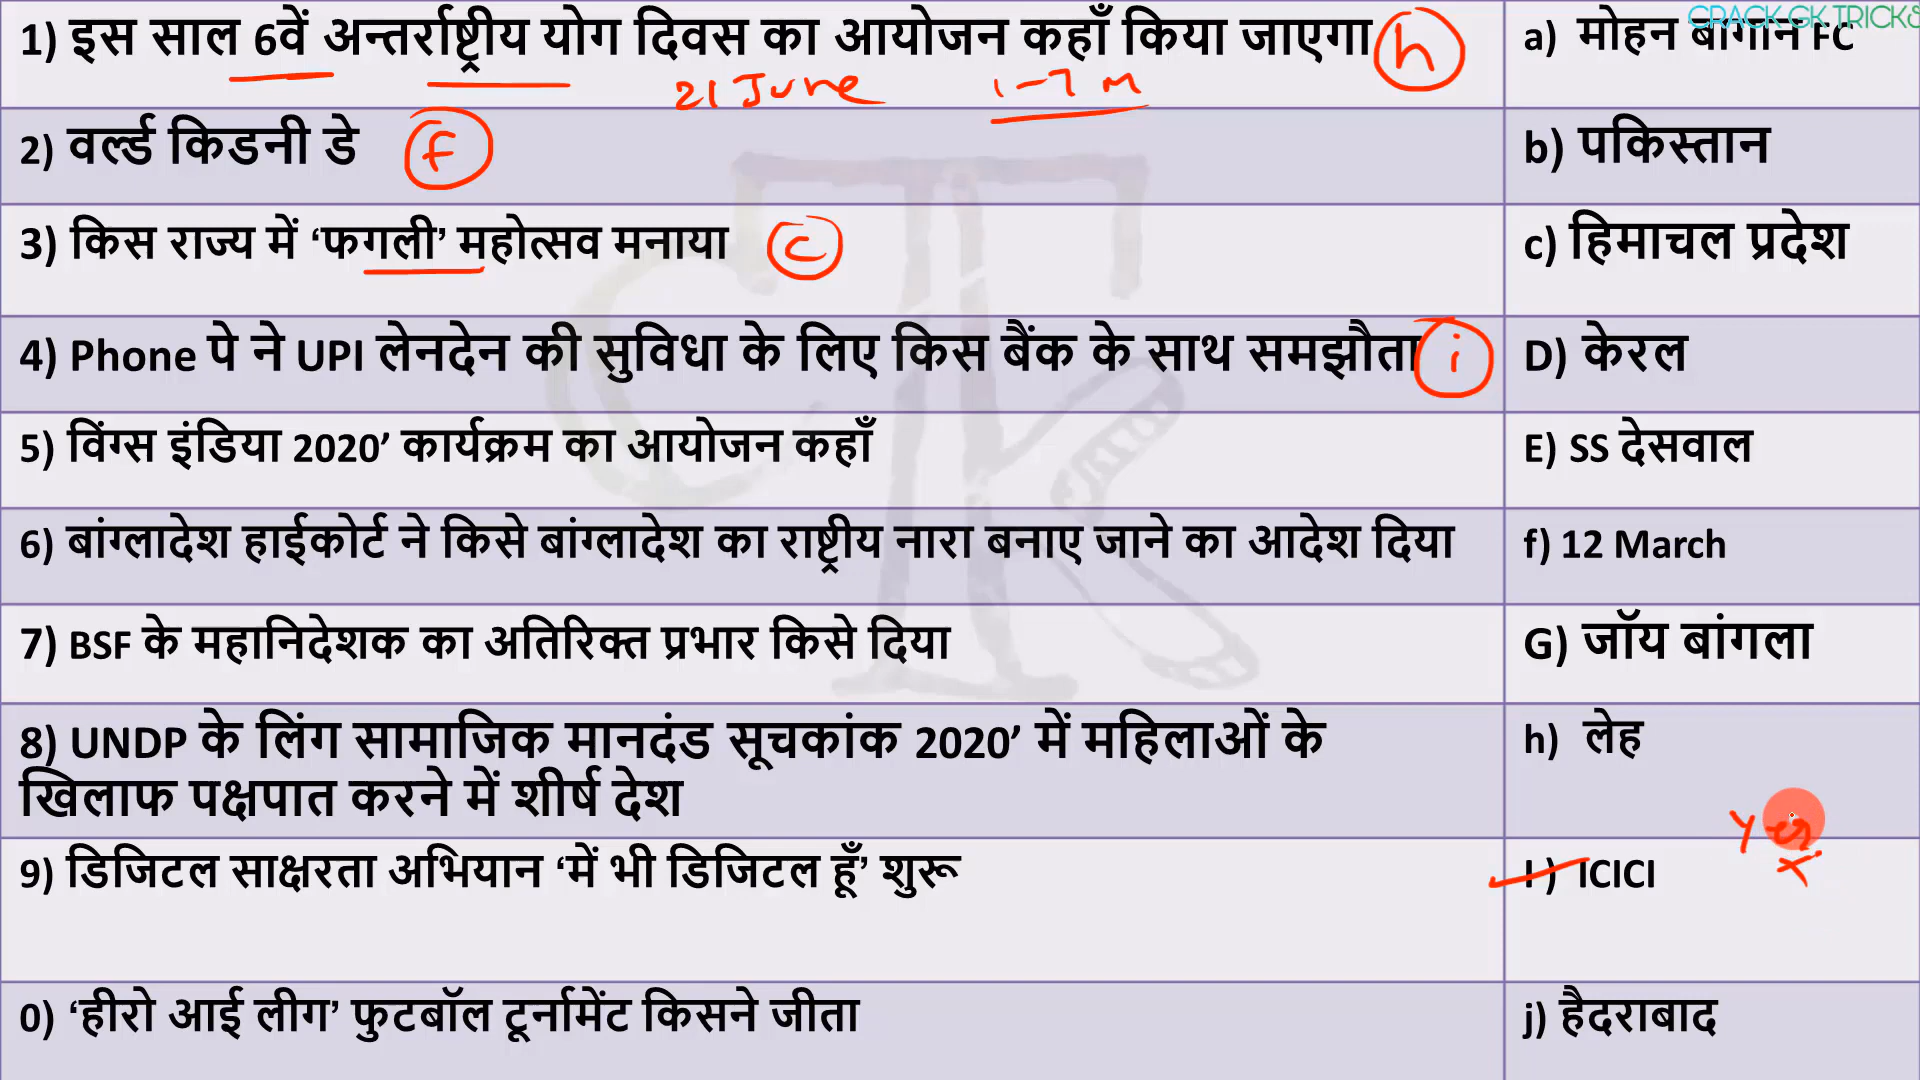 CRACK GK TRICKS
1) इस साल 6वें अन्तर्राष्ट्रीय योग दिवस का आयोजन कहाँ किया जाएगा h
a) मोहन बागान FC
21 June 1-7 M
2) वर्ल्ड किडनी डे f
b) पकिस्तान
3) किस राज्य में ‘फगली’ महोत्सव मनाया c
c) हिमाचल प्रदेश
4) Phone पे ने UPI लेनदेन की सुविधा के लिए किस बैंक के साथ समझौता i
D) केरल
5) विंग्स इंडिया 2020’ कार्यक्रम का आयोजन कहाँ
E) SS देसवाल
6) बांग्लादेश हाईकोर्ट ने किसे बांग्लादेश का राष्ट्रीय नारा बनाए जाने का आदेश दिया
f) 12 March
7) BSF के महानिदेशक का अतिरिक्त प्रभार किसे दिया
G) जॉय बांगला
8) UNDP के लिंग सामाजिक मानदंड सूचकांक 2020’ में महिलाओं के
खिलाफ पक्षपात करने में शीर्ष देश
h) लेह
9) डिजिटल साक्षरता अभियान ‘में भी डिजिटल हूँ’ शुरू
I) ICICI
0) ‘हीरो आई लीग’ फुटबॉल टूर्नामेंट किसने जीता
j) हैदराबाद